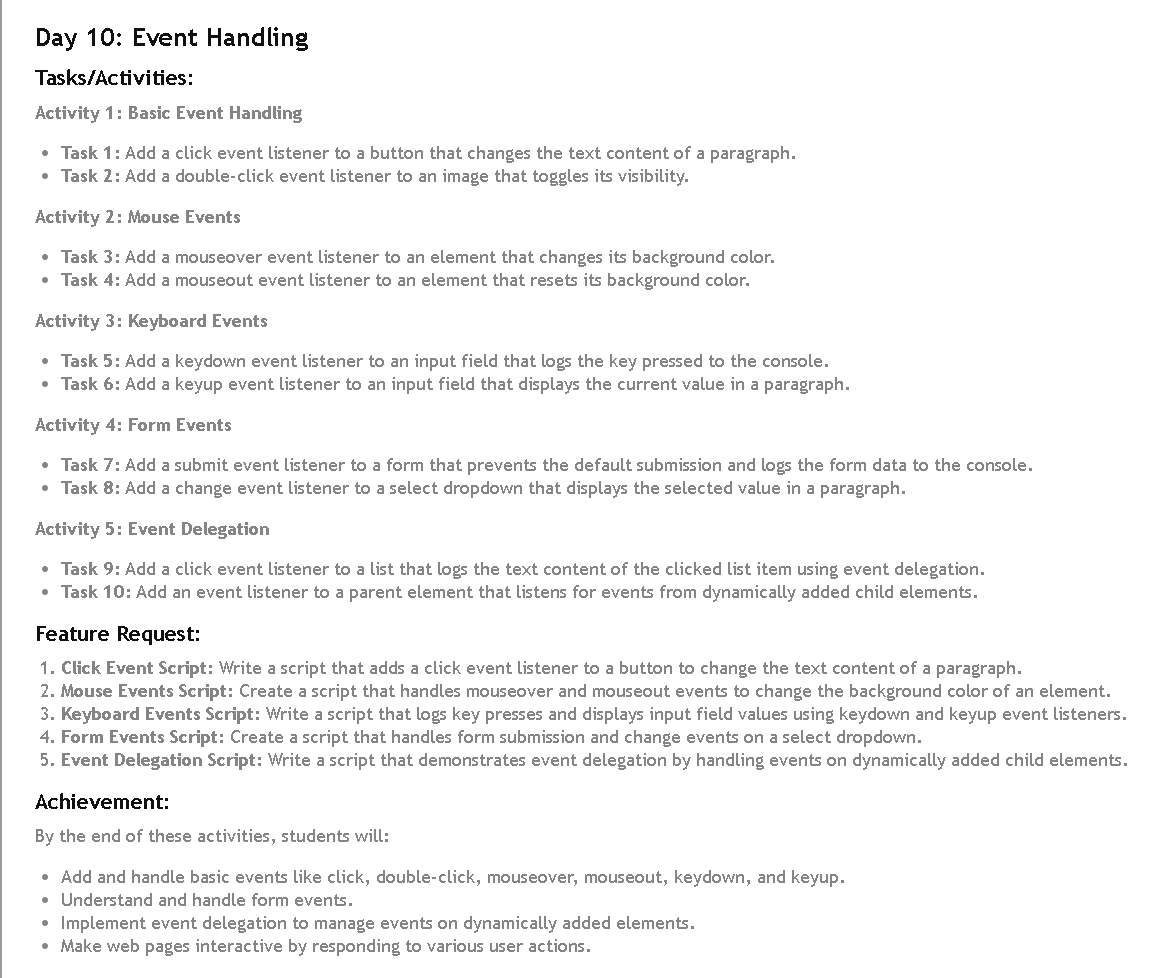 Day 10: Event Handling
Tasks/Activities:
Activity 1: Basic Event Handling
• Task 1: Add a click event listener to a button that changes the text content of a paragraph.
• Task 2: Add a double-click event listener to an image that toggles its visibility.
Activity 2: Mouse Events
• Task 3: Add a mouseover event listener to an element that changes its background color.
• Task 4: Add a mouseout event listener to an element that resets its background color.
Activity 3: Keyboard Events
• Task 5: Add a keydown event listener to an input field that logs the key pressed to the console.
• Task 6: Add a keyup event listener to an input field that displays the current value in a paragraph.
Activity 4: Form Events
• Task 7: Add a submit event listener to a form that prevents the default submission and logs the form data to the console.
• Task 8: Add a change event listener to a select dropdown that displays the selected value in a paragraph.
Activity 5: Event Delegation
• Task 9: Add a click event listener to a list that logs the text content of the clicked list item using event delegation.
• Task 10: Add an event listener to a parent element that listens for events from dynamically added child elements.
Feature Request:
1. Click Event Script: Write a script that adds a click event listener to a button to change the text content of a paragraph.
2. Mouse Events Script: Create a script that handles mouseover and mouseout events to change the background color of an element.
3. Keyboard Events Script: Write a script that logs key presses and displays input field values using keydown and keyup event listeners.
4. Form Events Script: Create a script that handles form submission and change events on a select dropdown.
5. Event Delegation Script: Write a script that demonstrates event delegation by handling events on dynamically added child elements.
Achievement:
By the end of these activities, students will:
• Add and handle basic events like click, double-click, mouseover, mouseout, keydown, and keyup.
• Understand and handle form events.
• Implement event delegation to manage events on dynamically added elements.
• Make web pages interactive by responding to various user actions.